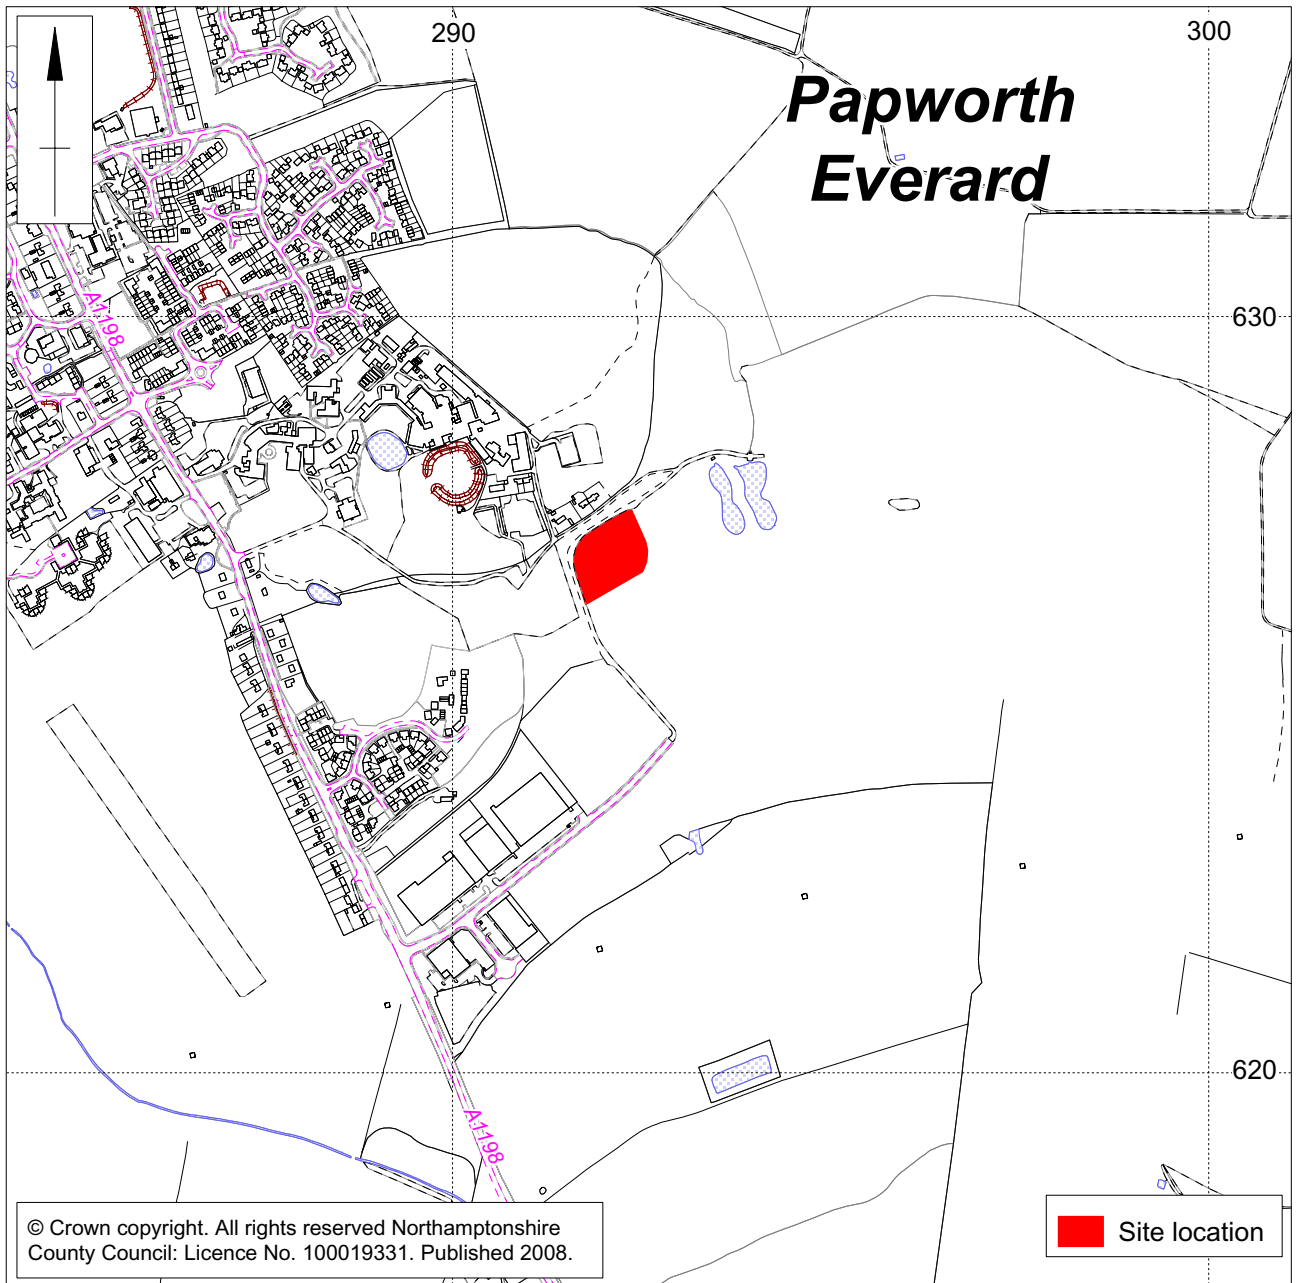 290
300
Papworth
Everard
630
A1198
620
A1198
© Crown copyright. All rights reserved Northamptonshire
County Council: Licence No. 100019331. Published 2008.
Site location